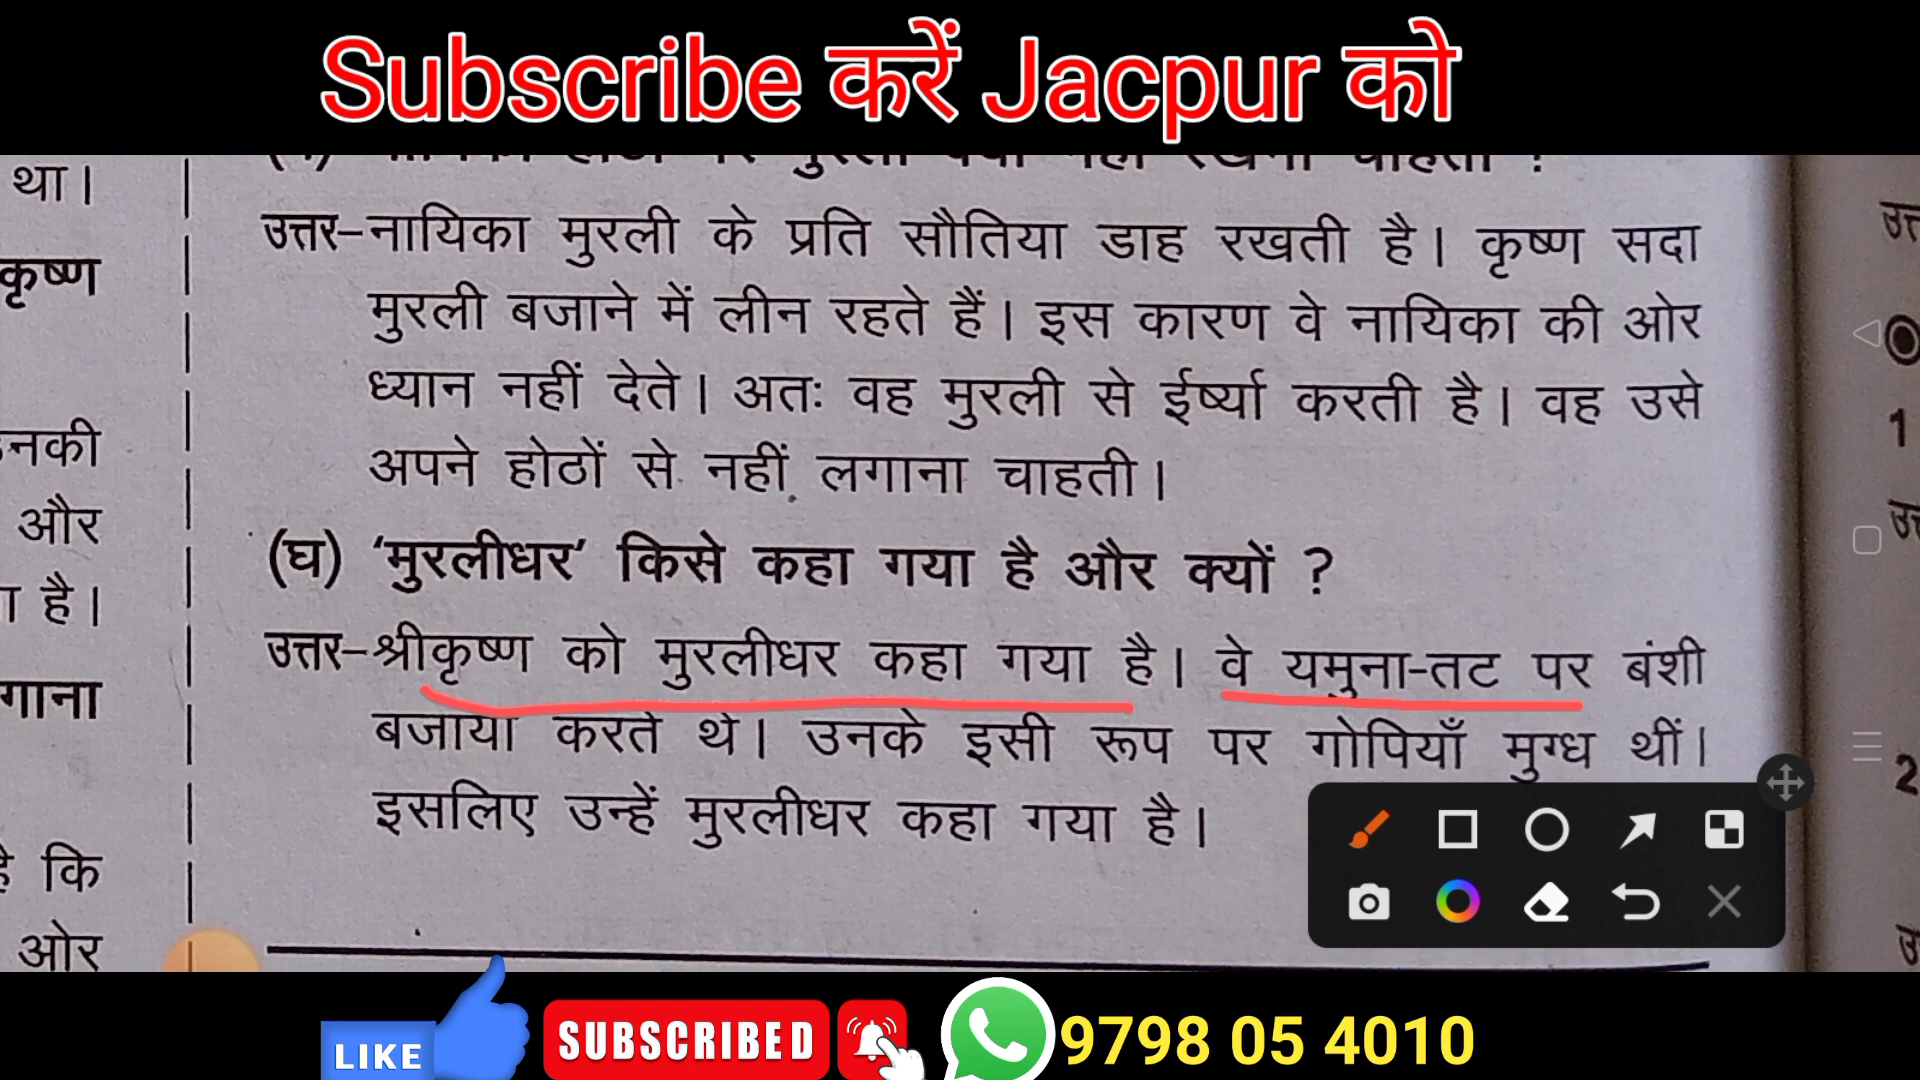 Subscribe करें Jacpur को
था।
कृष्ण
और
है।
गाना
कि
ओर
उत्तर–नायिका मुरली के प्रति सौतिया डाह रखती है। कृष्ण सदा
मुरली बजाने में लीन रहते हैं। इस कारण वे नायिका की ओर
ध्यान नहीं देते। अतः वह मुरली से ईर्ष्या करती है। वह उसे
अपने होठों से नहीं लगाना चाहती।
(घ) ‘मुरलीधर’ किसे कहा गया है और क्यों ?
उत्तर–श्रीकृष्ण को मुरलीधर कहा गया है। वे यमुना-तट पर बंशी
बजाया करते थे। उनके इसी रूप पर गोपियाँ मुग्ध थीं।
इसलिए उन्हें मुरलीधर कहा गया है।
1
2
LIKE SUBSCRIBED 9798 05 4010